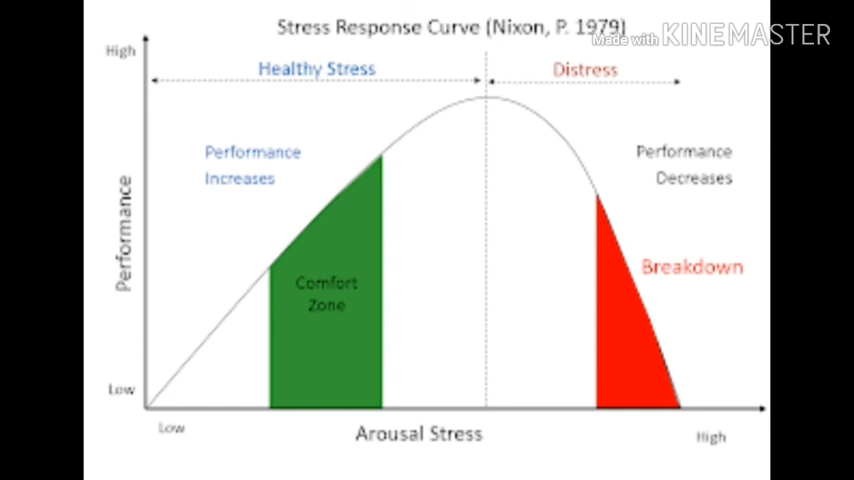 Stress Response Curve (Nixon, P. 1979)
Made with KINEMASTER
High
Healthy Stress
Distress
Performance
Increases
Performance
Decreases
Performance
Breakdown
Comfort
Zone
Low
Low
Arousal Stress
High